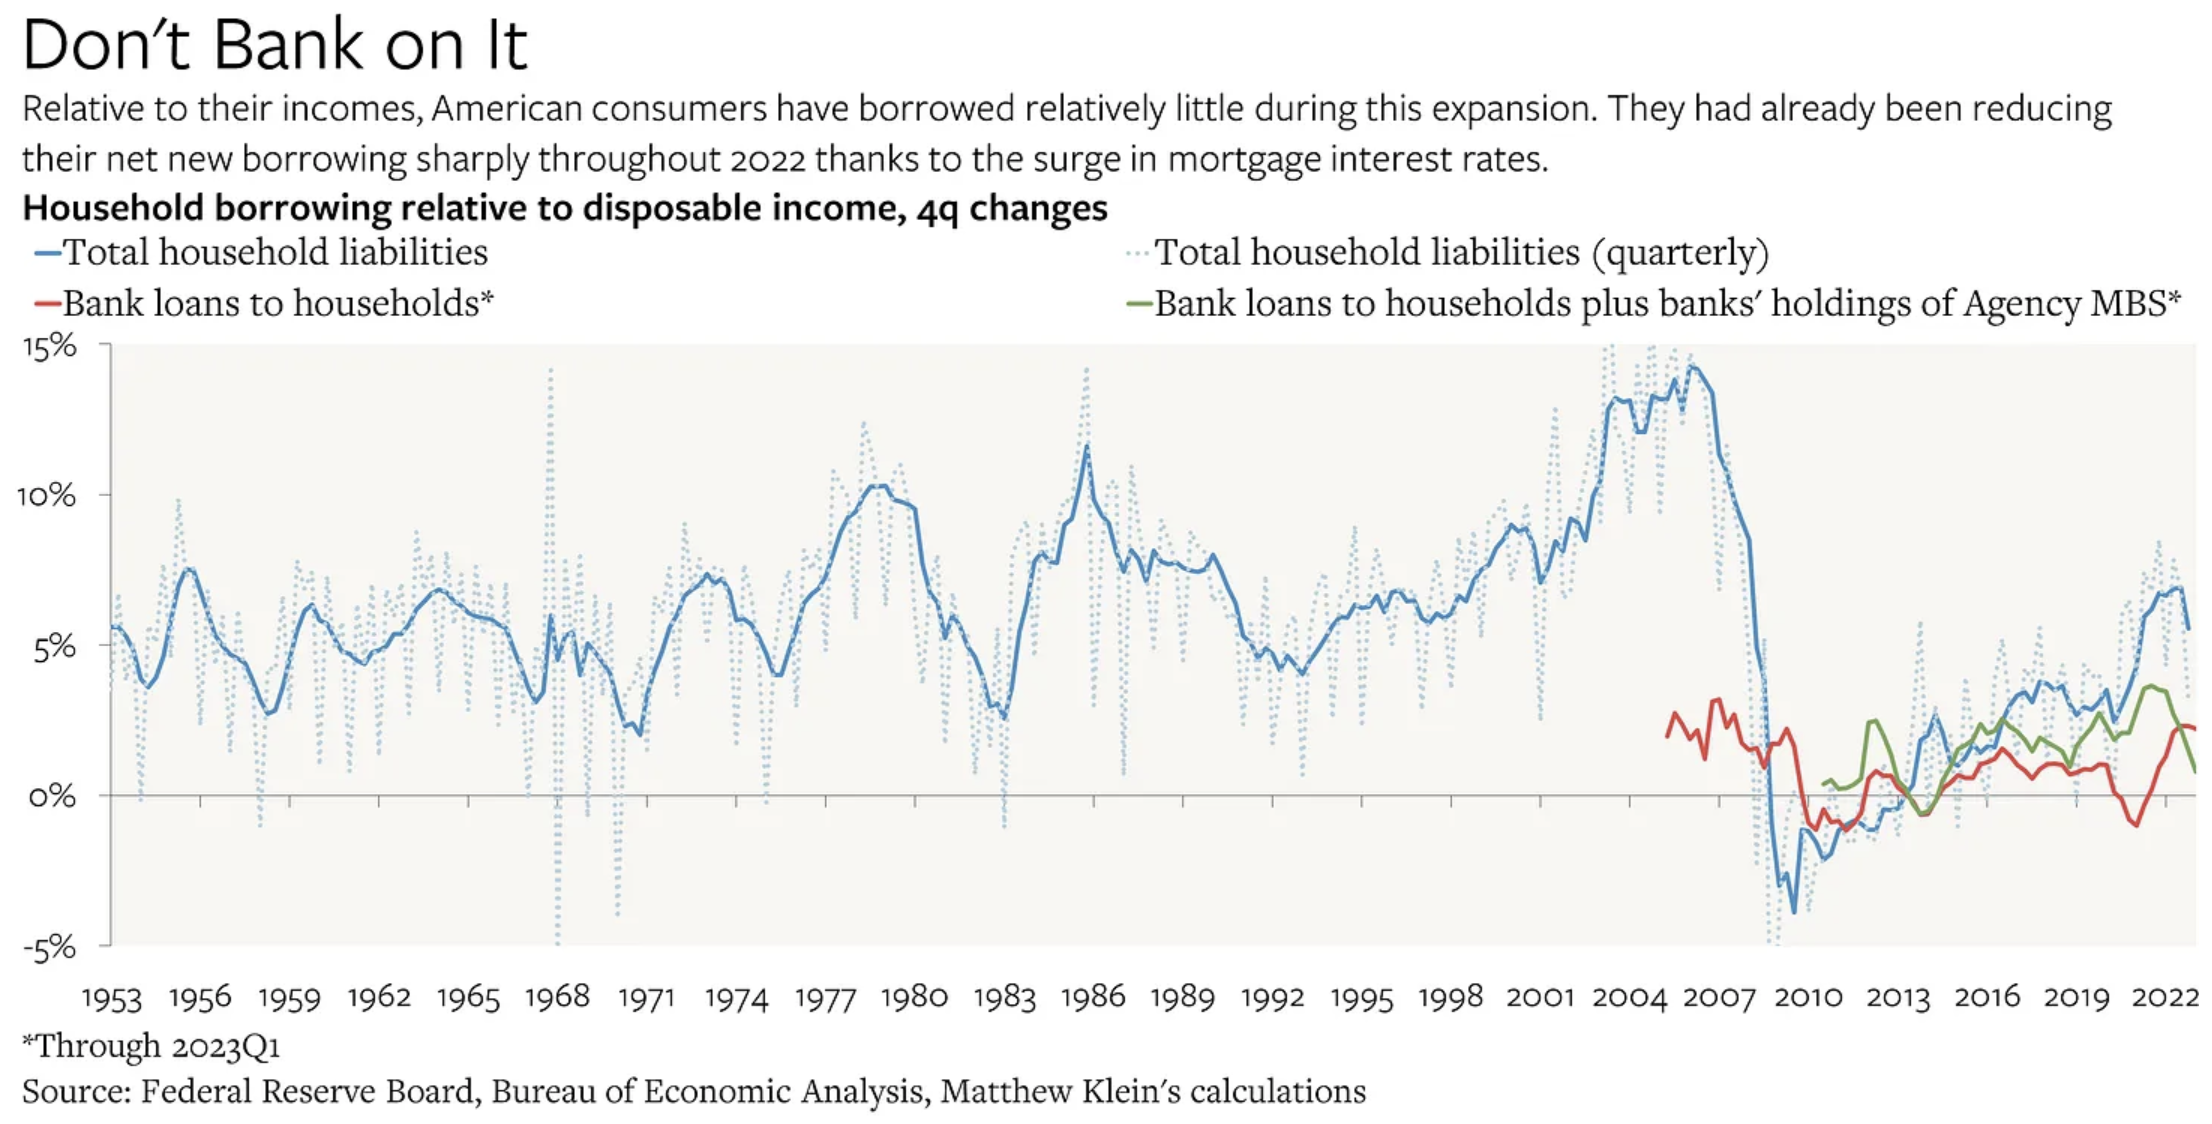 Don't Bank on It
Relative to their incomes, American consumers have borrowed relatively little during this expansion. They had already been reducing
their net new borrowing sharply throughout 2022 thanks to the surge in mortgage interest rates.
Household borrowing relative to disposable income, 4q changes
Total household liabilities
Total household liabilities (quarterly)
Bank loans to households*
Bank loans to households plus banks' holdings of Agency MBS*
15%
10%
5%
0%
-5%
1953 1956 1959 1962 1965 1968 1971 1974 1977 1980 1983 1986 1989 1992 1995 1998 2001 2004 2007 2010 2013 2016 2019 2022
*Through 2023Q1
Source: Federal Reserve Board, Bureau of Economic Analysis, Matthew Klein's calculations